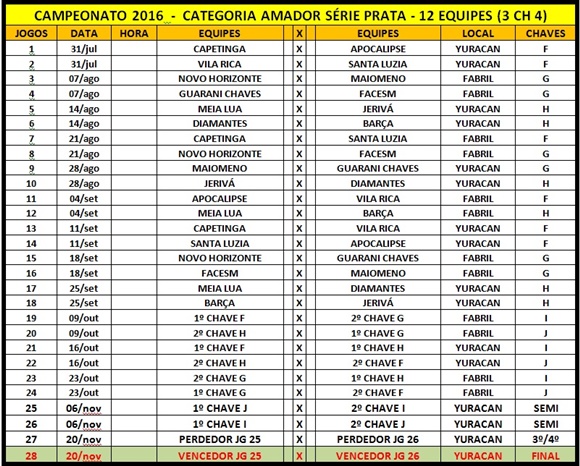 CAMPEONATO 2016 - CATEGORIA AMADOR SÉRIE PRATA - 12 EQUIPES (3 CH 4)
JOGOS DATA HORA EQUIPES X EQUIPES LOCAL CHAVES
1 31/jul CAPETINGA X APOCALIPSE YURACAN F
2 31/jul VILA RICA X SANTA LUZIA YURACAN F
3 07/ago NOVO HORIZONTE X MAIOMENO FABRIL G
4 07/ago GUARANI CHAVES X FACESM FABRIL G
5 14/ago MEIA LUA X JERIVÁ YURACAN H
6 14/ago DIAMANTES X BARÇA YURACAN H
7 21/ago CAPETINGA X SANTA LUZIA FABRIL F
8 21/ago NOVO HORIZONTE X FACESM FABRIL G
9 28/ago MAIOMENO X GUARANI CHAVES YURACAN G
10 28/ago JERIVÁ X DIAMANTES YURACAN H
11 04/set APOCALIPSE X VILA RICA FABRIL F
12 04/set MEIA LUA X BARÇA FABRIL H
13 11/set CAPETINGA X VILA RICA YURACAN F
14 11/set SANTA LUZIA X APOCALIPSE YURACAN F
15 18/set NOVO HORIZONTE X GUARANI CHAVES FABRIL G
16 18/set FACESM X MAIOMENO FABRIL G
17 25/set MEIA LUA X DIAMANTES YURACAN H
18 25/set BARÇA X JERIVÁ YURACAN H
19 09/out 1º CHAVE F X 2º CHAVE G FABRIL I
20 09/out 2º CHAVE H X 1º CHAVE G FABRIL J
21 16/out 1º CHAVE F X 1º CHAVE H YURACAN I
22 16/out 2º CHAVE H X 2º CHAVE F YURACAN J
23 23/out 2º CHAVE G X 1º CHAVE H FABRIL I
24 23/out 1º CHAVE G X 2º CHAVE F FABRIL J
25 06/nov 1º CHAVE J X 2º CHAVE I YURACAN SEMI
26 06/nov 1º CHAVE I X 2º CHAVE J YURACAN SEMI
27 20/nov PERDEDOR JG 25 X PERDEDOR JG 26 YURACAN 3º/4º
28 20/nov VENCEDOR JG 25 X VENCEDOR JG 26 YURACAN FINAL